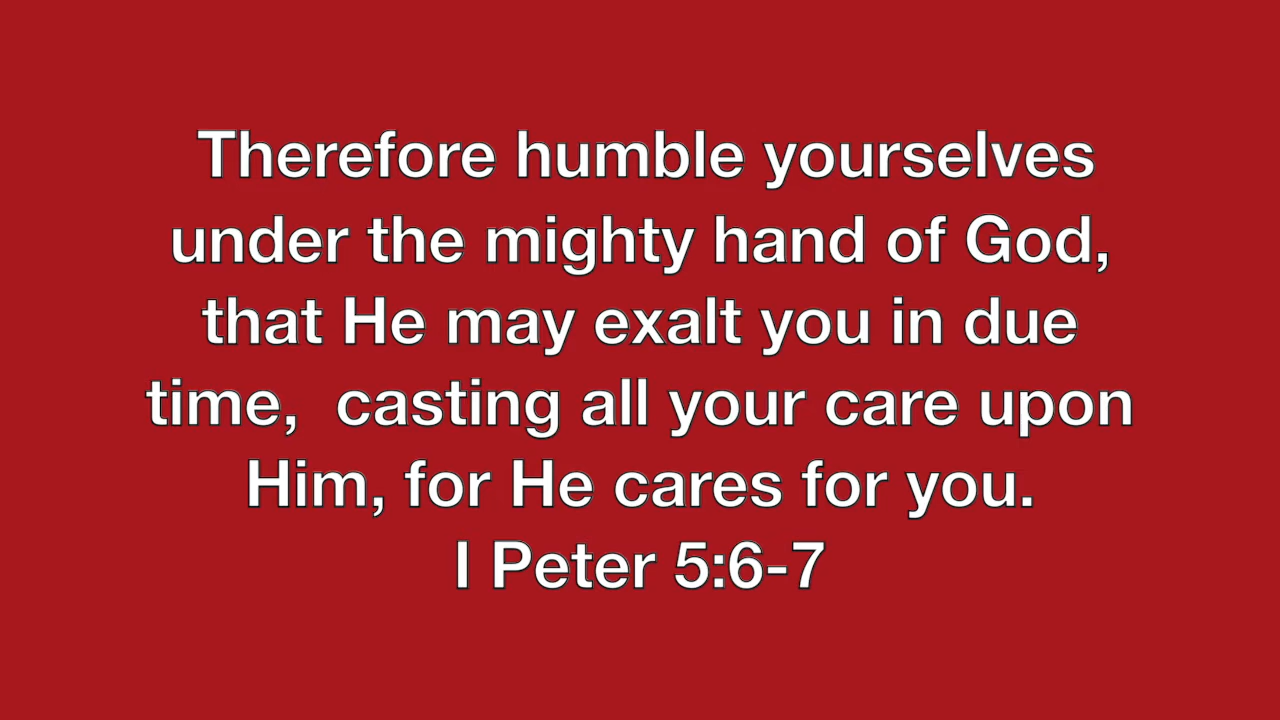 Therefore humble yourselves
under the mighty hand of God,
that He may exalt you in due
time,  casting all your care upon
Him, for He cares for you.
I Peter 5:6-7